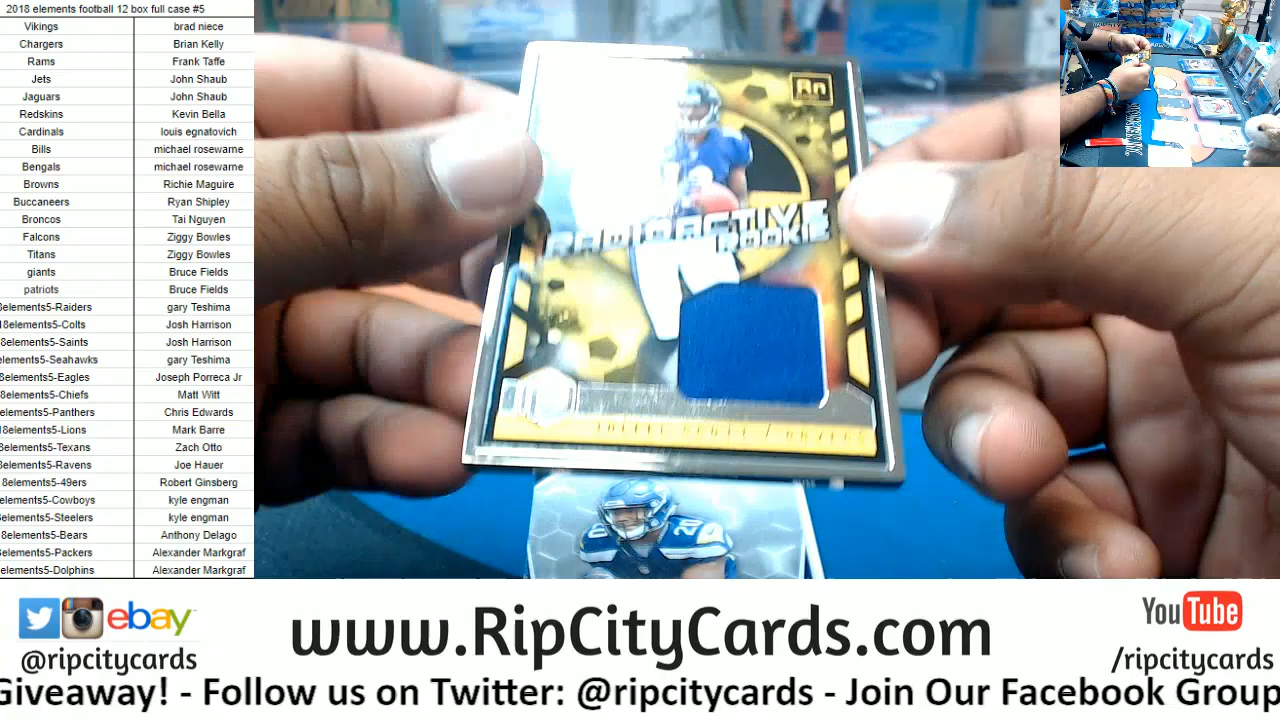 2018 elements football 12 box full case #5
Vikings brad niece
Chargers Brian Kelly
Rams Frank Taffe
Jets John Shaub
Jaguars John Shaub
Redskins Kevin Bella
Cardinals louis egnatovich
Bills michael rosewarne
Bengals michael rosewarne
Browns Richie Maguire
Buccaneers Ryan Shipley
Broncos Tai Nguyen
Falcons Ziggy Bowles
Titans Ziggy Bowles
giants Bruce Fields
patriots Bruce Fields
8elements5-Raiders gary Teshima
18elements5-Colts Josh Harrison
8elements5-Saints Josh Harrison
elements5-Seahawks gary Teshima
8elements5-Eagles Joseph Porreca Jr
8elements5-Chiefs Matt Witt
elements5-Panthers Chris Edwards
18elements5-Lions Mark Barre
8elements5-Texans Zach Otto
8elements5-Ravens Joe Hauer
8elements5-49ers Robert Ginsberg
elements5-Cowboys kyle engman
elements5-Steelers kyle engman
8elements5-Bears Anthony Delago
elements5-Packers Alexander Markgraf
elements5-Dolphins Alexander Markgraf
Rn
RADIOACTIVE
ROOKIE
20
ebay
@ripcitycards
www.RipCityCards.com
YouTube
/ripcitycards
Giveaway! - Follow us on Twitter: @ripcitycards - Join Our Facebook Group